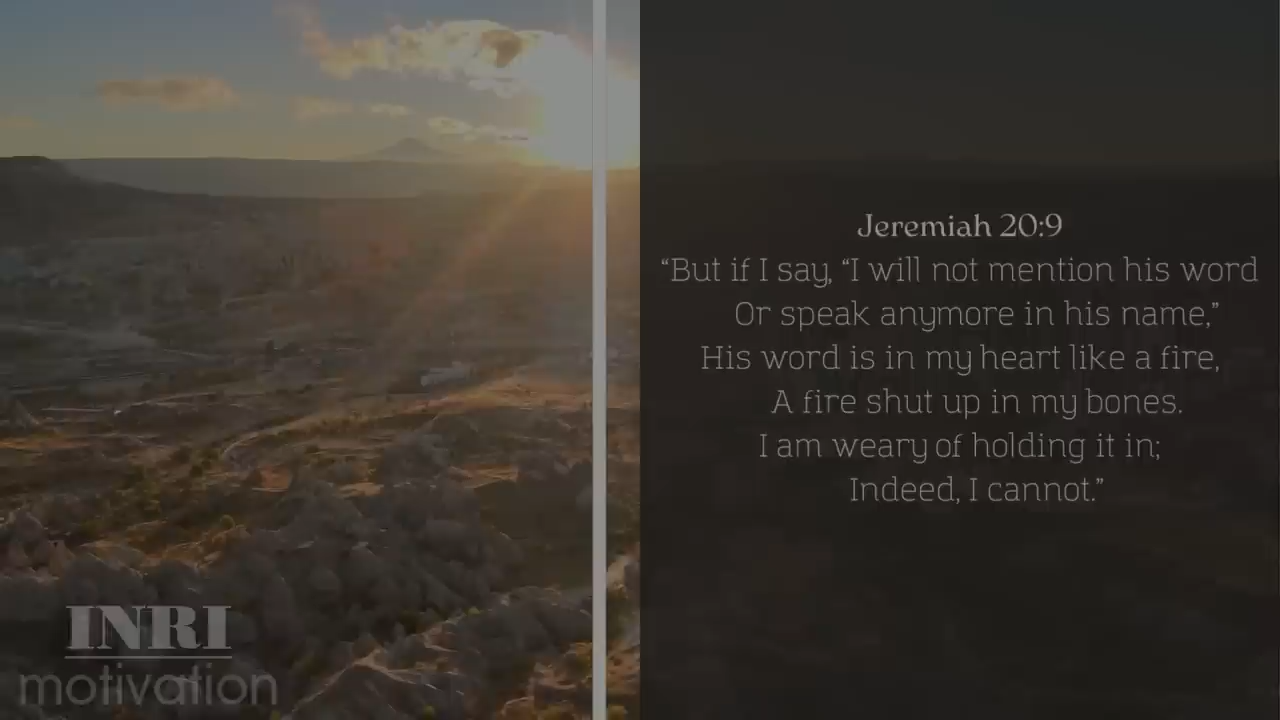 Jeremiah 20:9
“But if I say, “I will not mention his word
Or speak anymore in his name,”
His word is in my heart like a fire,
A fire shut up in my bones.
I am weary of holding it in;
Indeed, I cannot.”
INRI
motivation